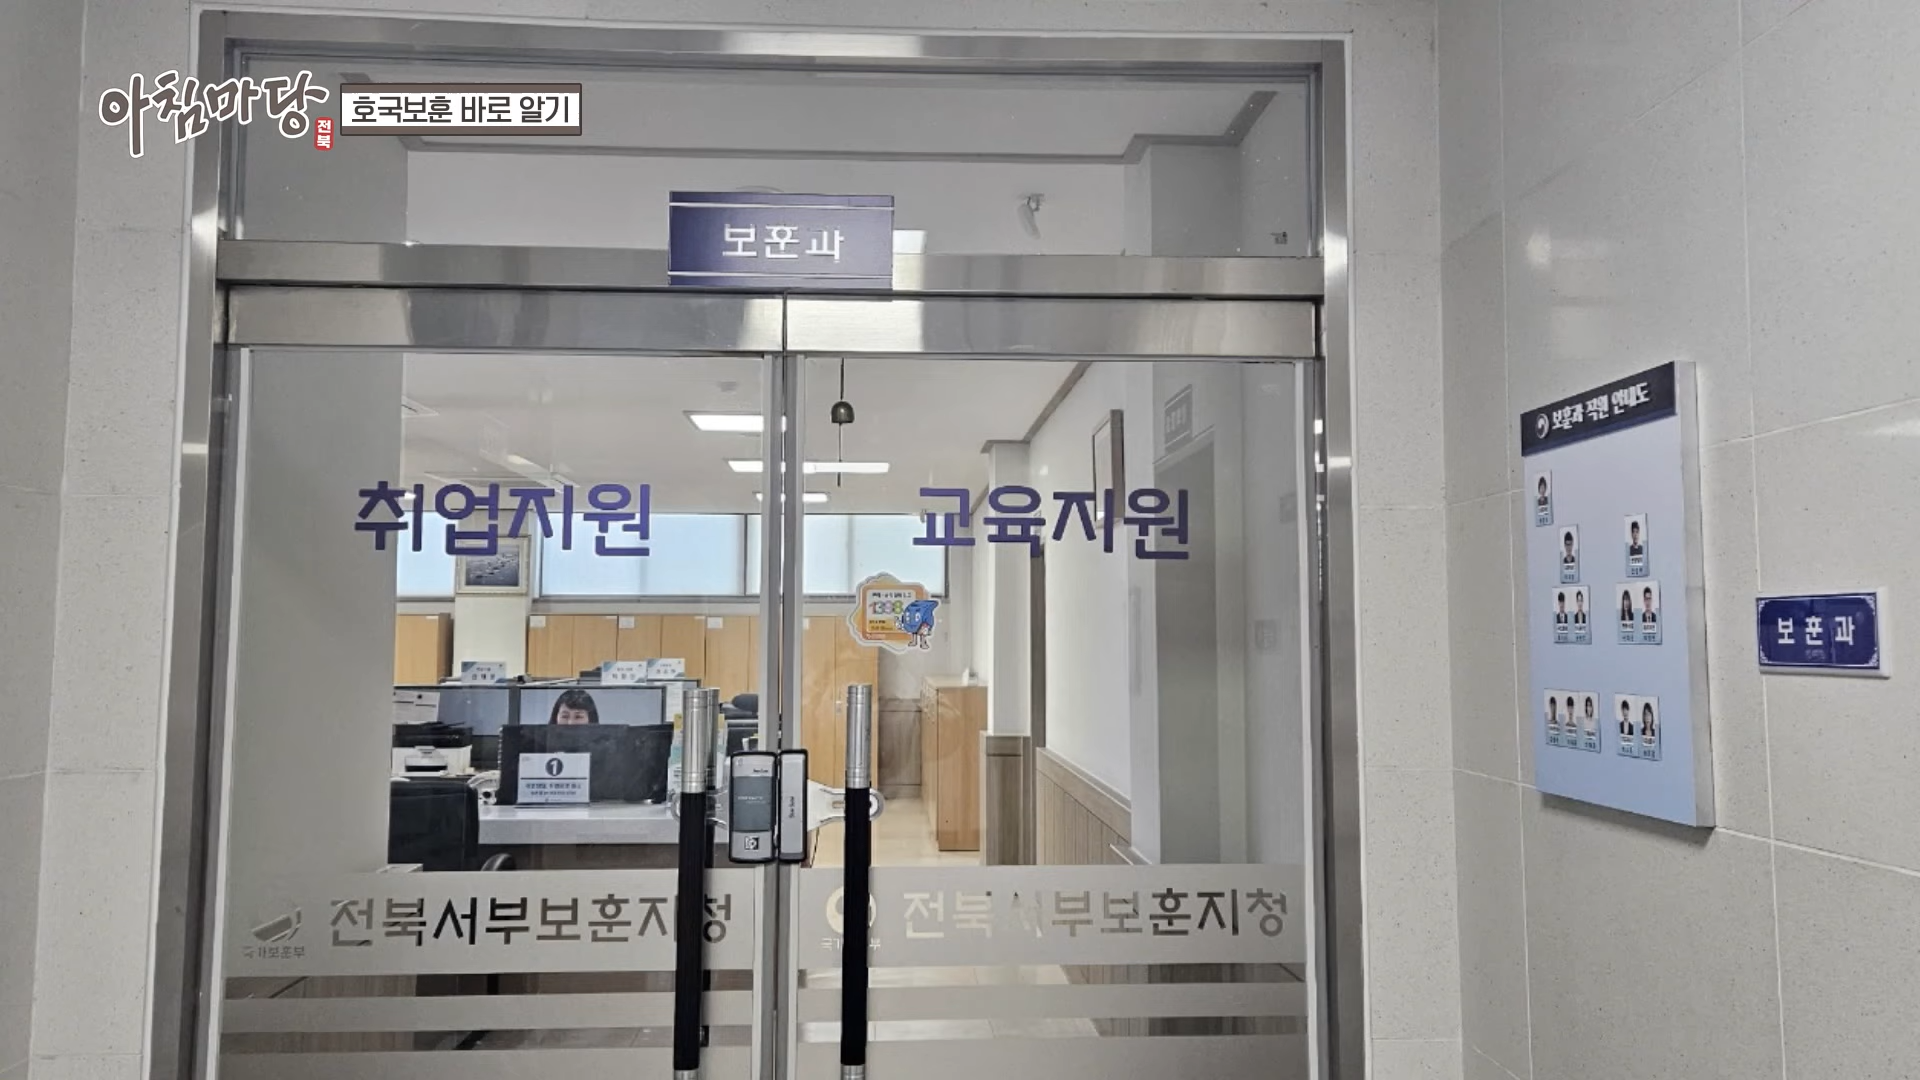 아침마당
전북
호국보훈 바로 알기
보훈과
취업지원
교육지원
보훈과 직원 안내도
보훈과
1398
1
전북서부보훈지청
국가보훈부
전북서부보훈지청